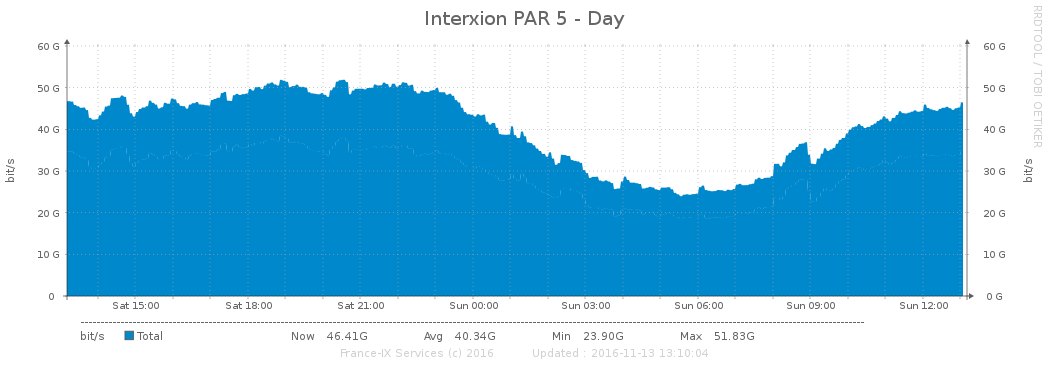 Interxion PAR 5 - Day
RRDTOOL / TOBI OETIKER
60 G 60 G
50 G 50 G
40 G 40 G
30 G 30 G
20 G 20 G
10 G 10 G
0 0 G
bit/s
bit/s
Sat 15:00 Sat 18:00 Sat 21:00 Sun 00:00 Sun 03:00 Sun 06:00 Sun 09:00 Sun 12:00
bit/s Total Now 46.41G Avg 40.34G Min 23.90G Max 51.83G
France-IX Services (c) 2016 Updated : 2016-11-13 13:10:04